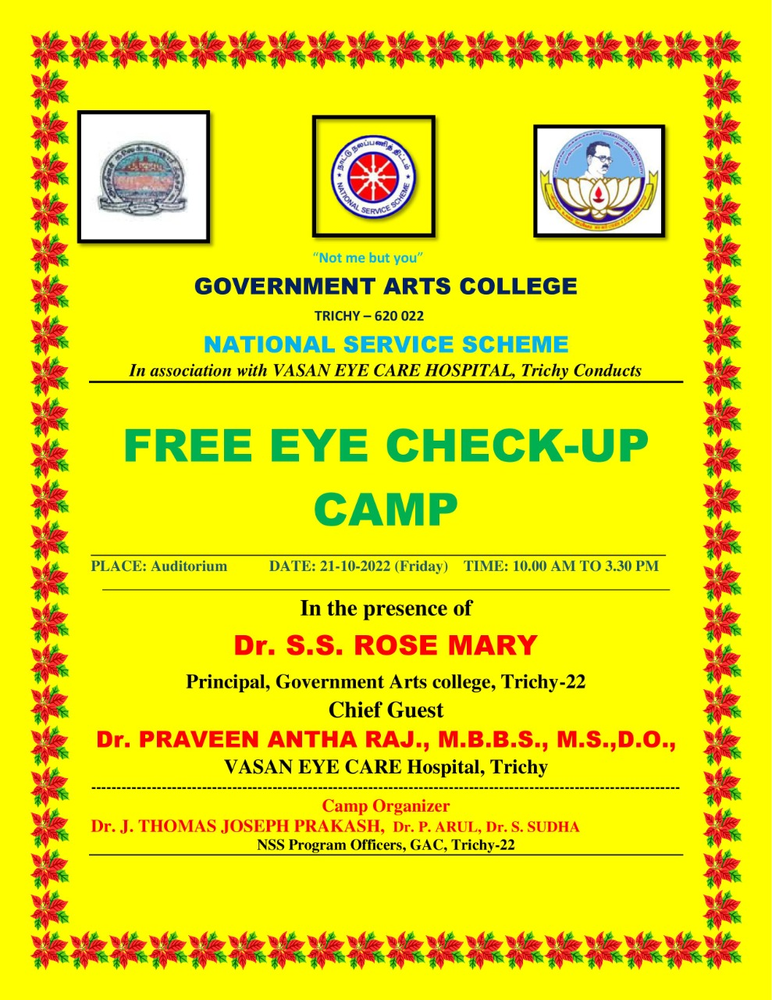 நாட்டு நலப்பணித் திட்டம்
NATIONAL SERVICE SCHEME
BHARATHIDASAN UNIVERSITY
“Not me but you”
GOVERNMENT ARTS COLLEGE
TRICHY – 620 022
NATIONAL SERVICE SCHEME
In association with VASAN EYE CARE HOSPITAL, Trichy Conducts
FREE EYE CHECK-UP
CAMP
PLACE: Auditorium DATE: 21-10-2022 (Friday) TIME: 10.00 AM TO 3.30 PM
In the presence of
Dr. S.S. ROSE MARY
Principal, Government Arts college, Trichy-22
Chief Guest
Dr. PRAVEEN ANTHA RAJ., M.B.B.S., M.S.,D.O.,
VASAN EYE CARE Hospital, Trichy
Camp Organizer
Dr. J. THOMAS JOSEPH PRAKASH, Dr. P. ARUL, Dr. S. SUDHA
NSS Program Officers, GAC, Trichy-22